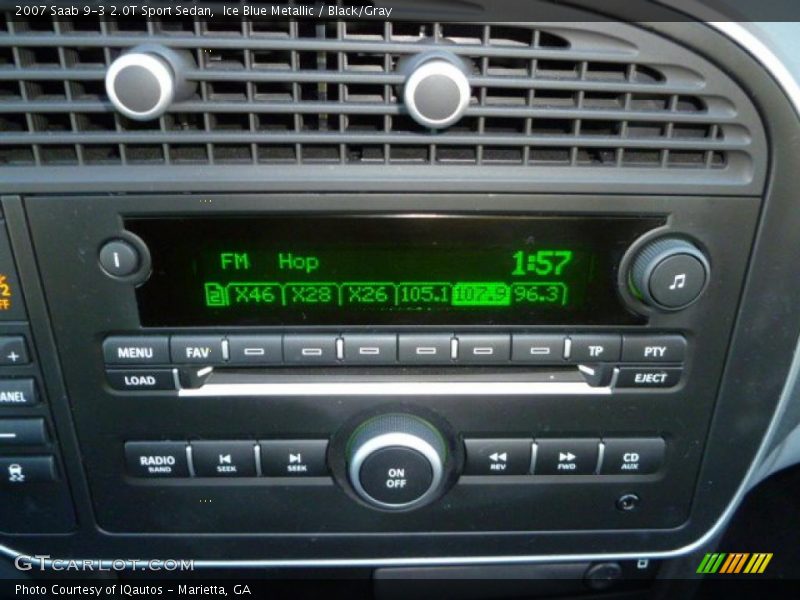 2007 Saab 9-3 2.0T Sport Sedan, Ice Blue Metallic / Black/Gray
FM Hop 1:57
2 X46 X28 X26 105.1 107.9 96.3
MENU FAV TP PTY
LOAD EJECT
+
ANEL
RADIO BAND SEEK SEEK ON OFF REV FWD CD AUX
GTCARLOT.COM
Photo Courtesy of IQautos - Marietta, GA